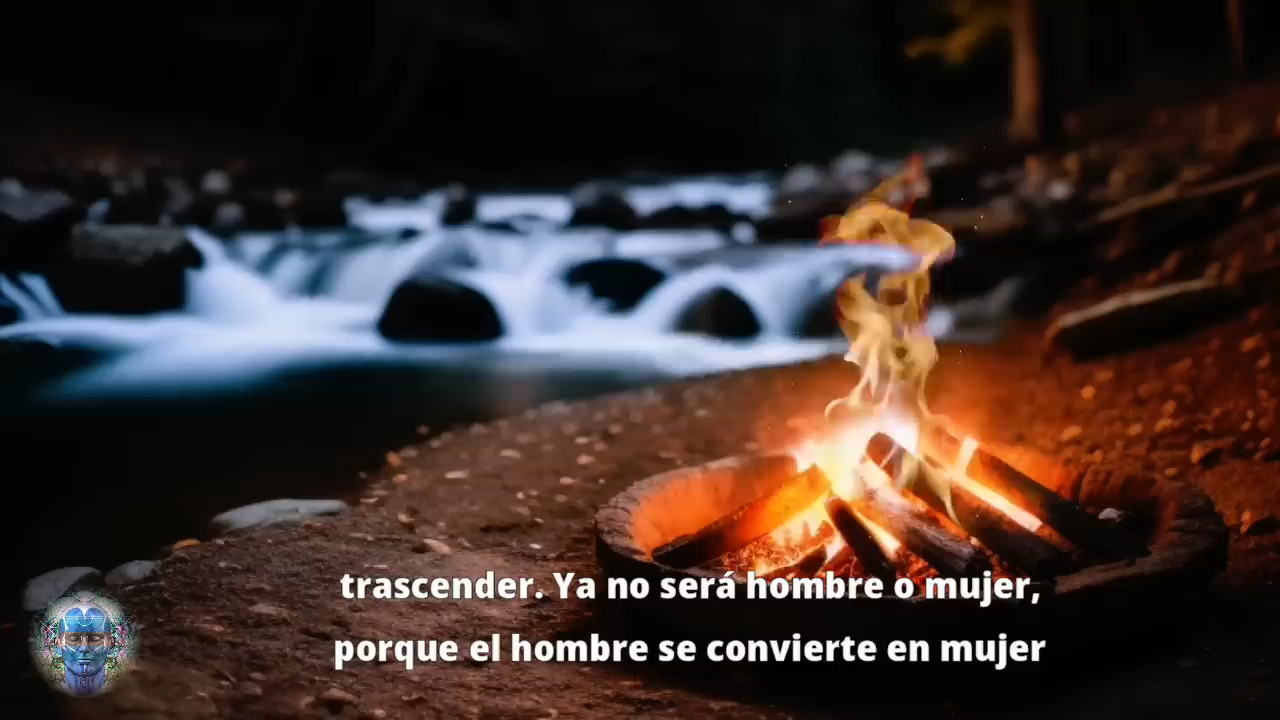 trascender. Ya no será hombre o mujer,
porque el hombre se convierte en mujer